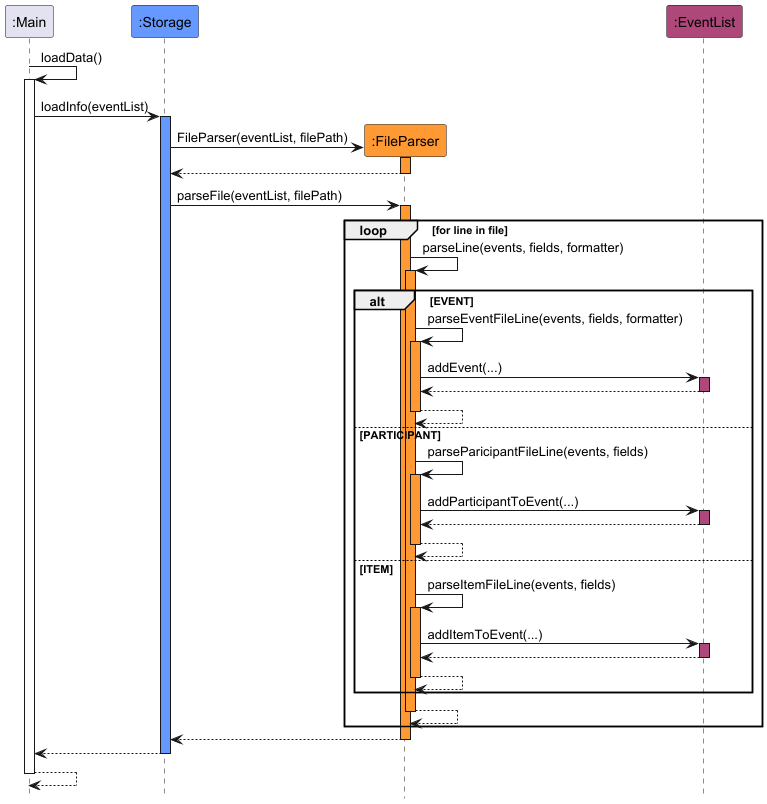 :Main
:Storage
:EventList
loadData()
loadInfo(eventList)
FileParser(eventList, filePath)
:FileParser
parseFile(eventList, filePath)
loop
[for line in file]
parseLine(events, fields, formatter)
alt
[EVENT]
parseEventFileLine(events, fields, formatter)
addEvent(...)
[PARTICIPANT]
parseParicipantFileLine(events, fields)
addParticipantToEvent(...)
[ITEM]
parseItemFileLine(events, fields)
addItemToEvent(...)